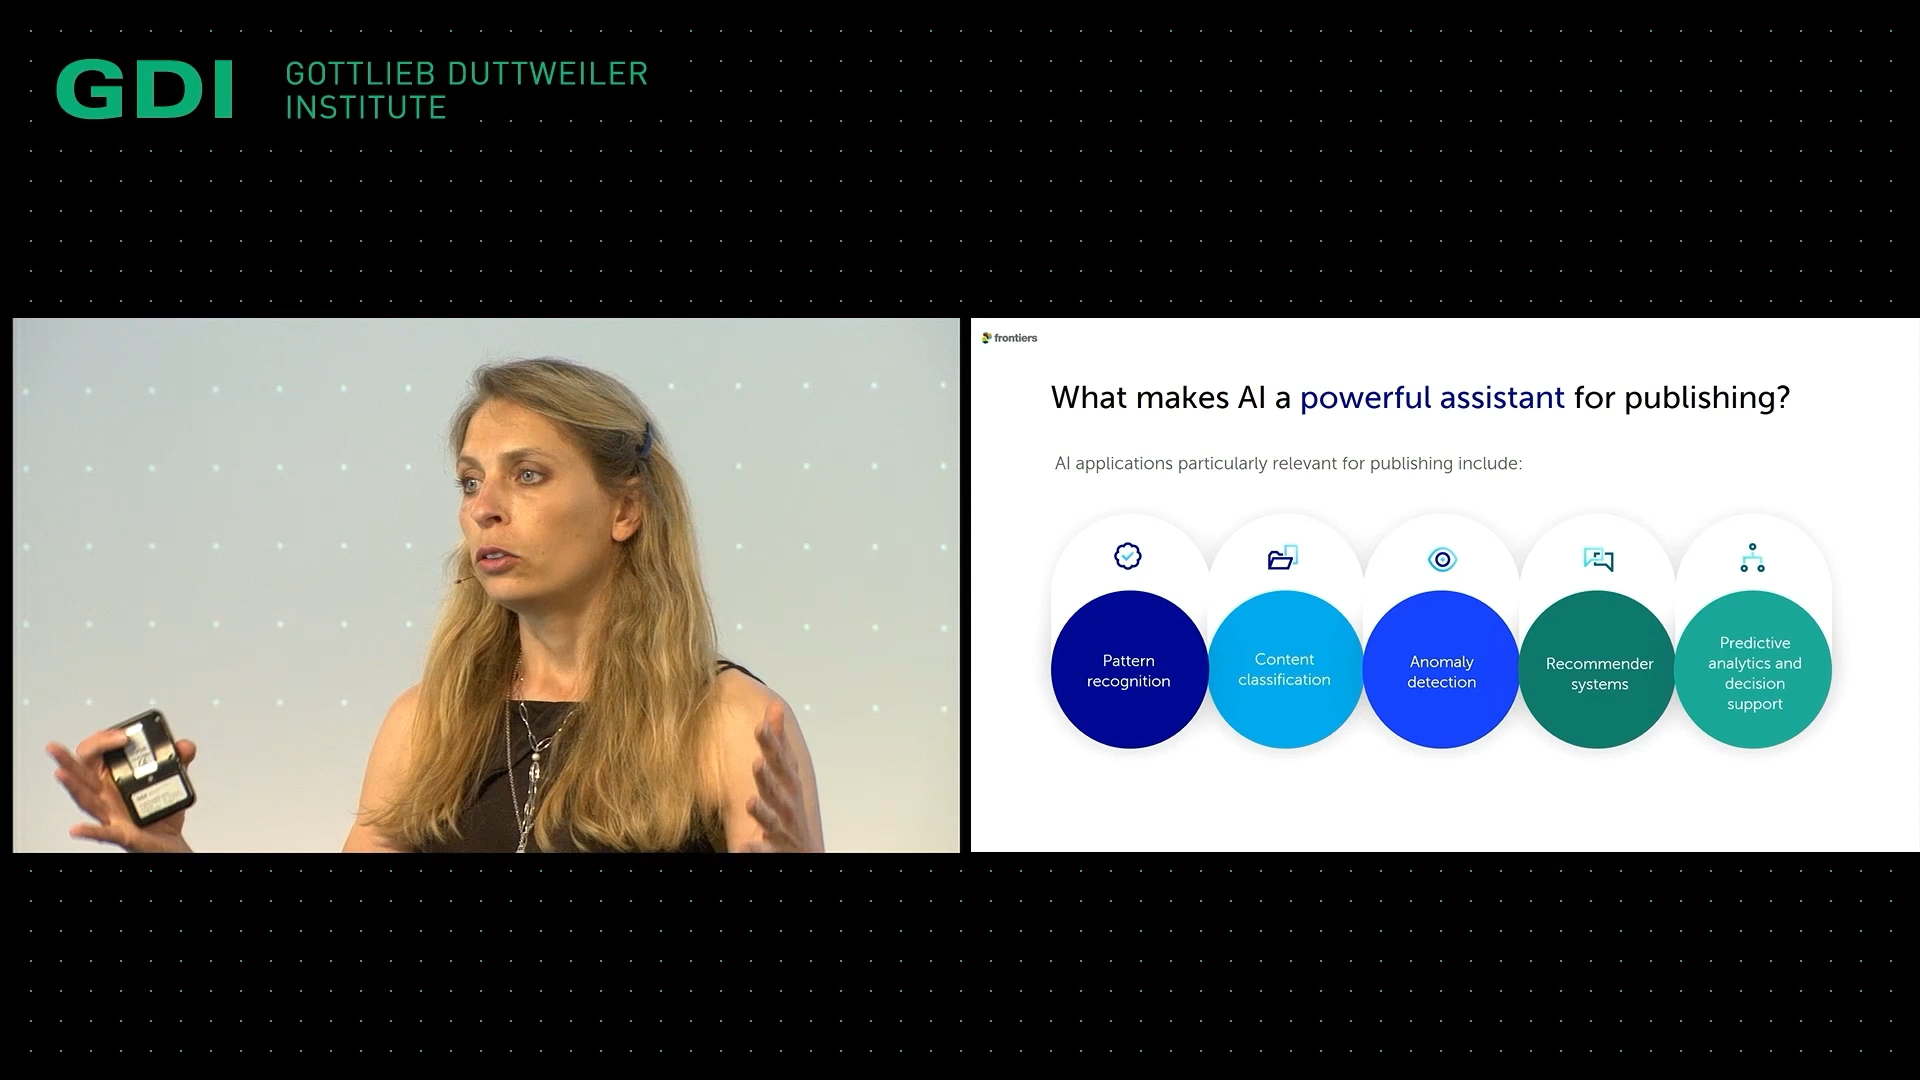 GDI
GOTTLIEB DUTTWEILER
INSTITUTE
frontiers
What makes AI a powerful assistant for publishing?
AI applications particularly relevant for publishing include:
Pattern
recognition
Content
classification
Anomaly
detection
Recommender
systems
Predictive
analytics and
decision
support